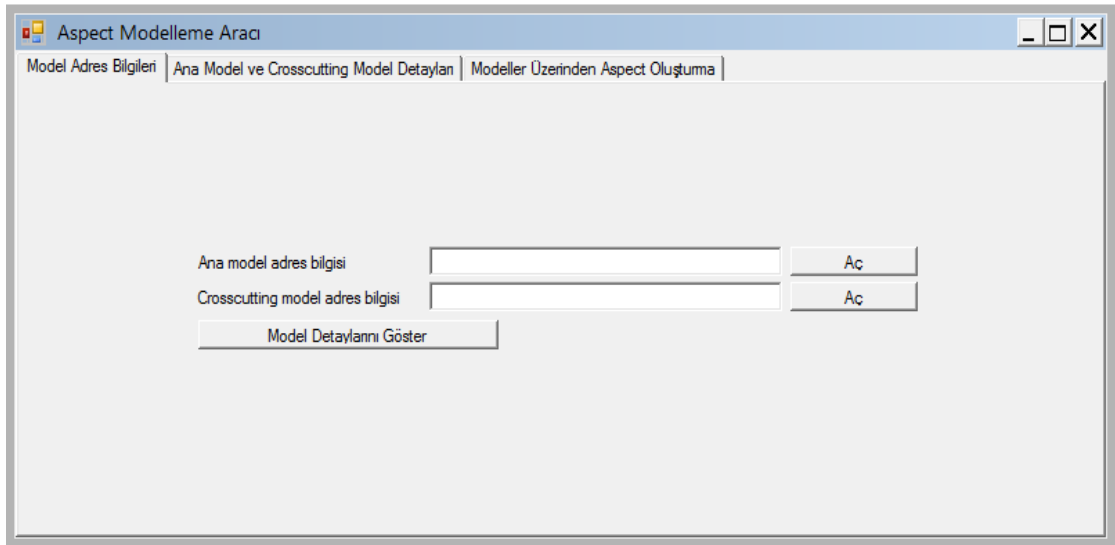 Aspect Modelleme Aracı
Model Adres Bilgileri Ana Model ve Crosscutting Model Detayları Modeller Üzerinden Aspect Oluşturma
Ana model adres bilgisi Aç
Crosscutting model adres bilgisi Aç
Model Detaylarını Göster